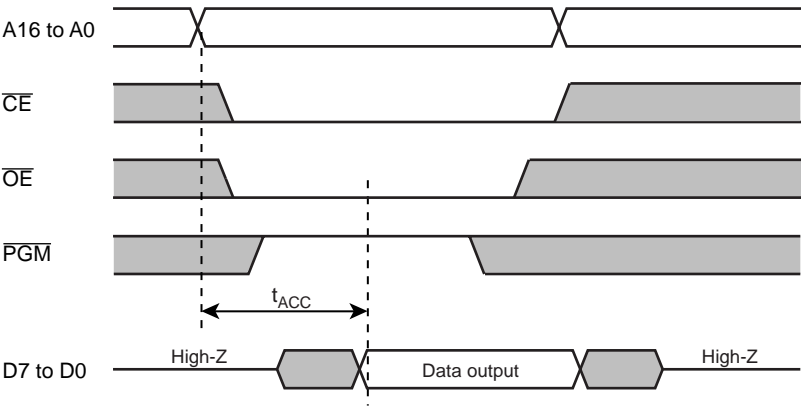 A16 to A0
CE
OE
PGM
tACC
D7 to D0 High-Z Data output High-Z